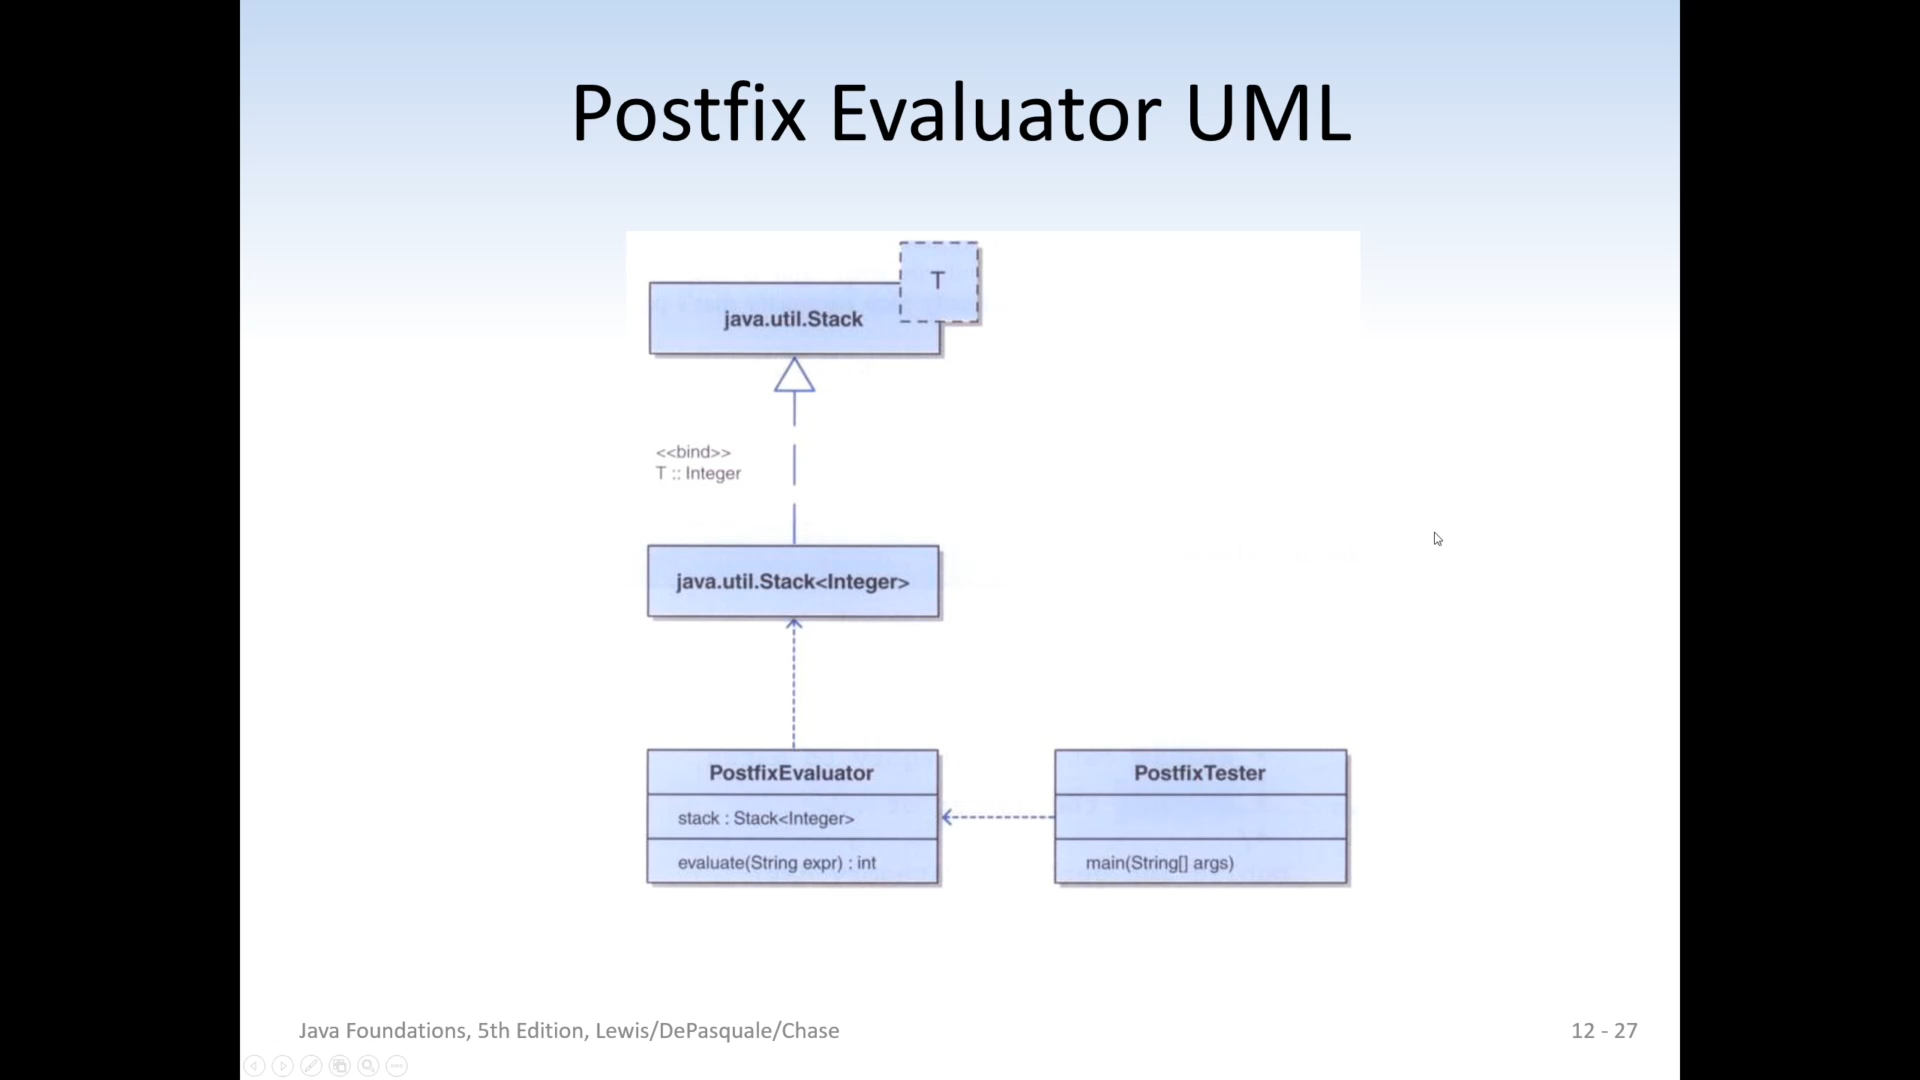 Postfix Evaluator UML
T
java.util.Stack
<<bind>>
T :: Integer
java.util.Stack<Integer>
PostfixEvaluator
stack : Stack<Integer>
evaluate(String expr) : int
PostfixTester
main(String[] args)
Java Foundations, 5th Edition, Lewis/DePasquale/Chase
12 - 27